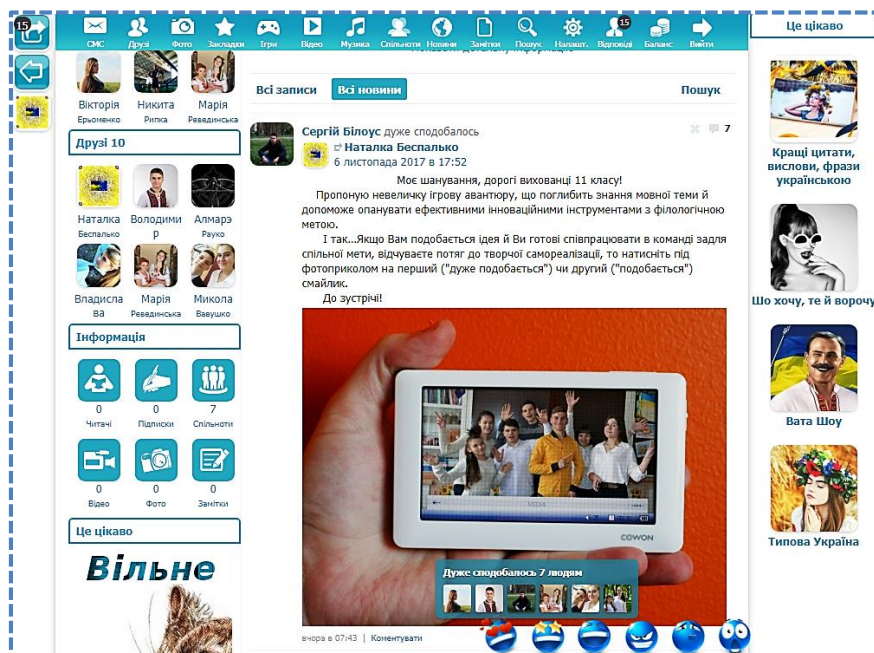 15
СМС
Друзі
Фото
Закладки
Ігри
Відео
Музика
Спільноти
Новини
Замітки
Пошук
Налашт.
15
Відповіді
Баланс
Вийти
Вікторія
Ерьоменко
Никита
Рипка
Марія
Ревединська
Друзі 10
Наталка
Беспалько
Володими
р
Алмарэ
Рауко
Владисла
ва
Марія
Ревединська
Микола
Вавушко
Інформація
0
Читачі
0
Підписки
7
Спільноти
0
Відео
0
Фото
0
Замітки
Це цікаво
Вільне
Всі записи
Всі новини
Пошук
Сергій Білоус дуже сподобалось
7
Наталка Беспалько
6 листопада 2017 в 17:52
Моє шанування, дорогі вихованці 11 класу!
Пропоную невеличку ігрову авантюру, що поглибить знання мовної теми й
допоможе опанувати ефективними інноваційними інструментами з філологічною
метою.
І так...Якщо Вам подобається ідея й Ви готові співпрацювати в команді задля
спільної мети, відчуваєте потяг до творчої самореалізації, то натисніть під
фотоприколом на перший ("дуже подобається") чи другий ("подобається")
смайлик.
До зустрічі!
MEDIA
COWON
Дуже сподобалось 7 людям
вчора в 07:43 | Коментувати
Це цікаво
Кращі цитати,
вислови, фрази
українською
Шо хочу, те й ворочу
Вата Шоу
Типова Україна